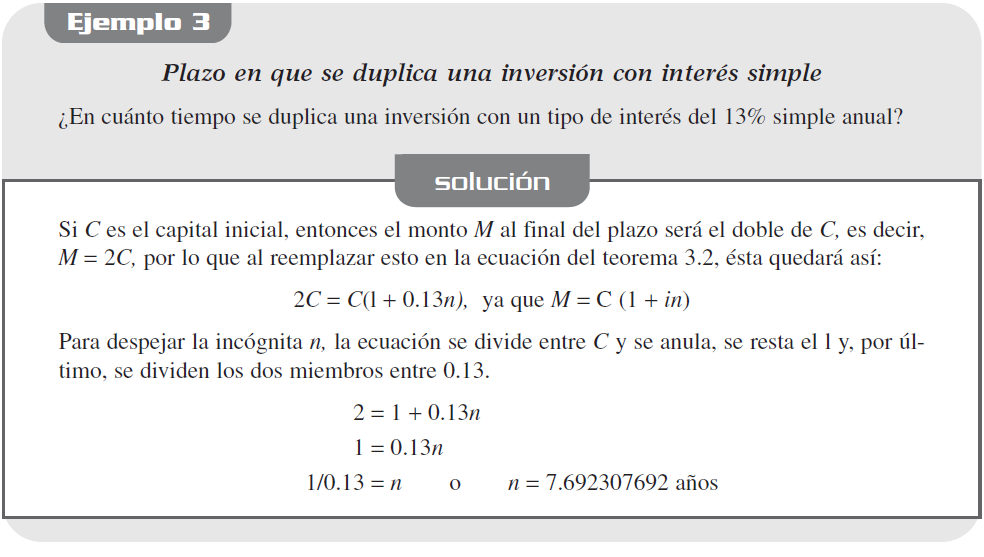 Ejemplo 3
Plazo en que se duplica una inversión con interés simple
¿En cuánto tiempo se duplica una inversión con un tipo de interés del 13% simple anual?
solución
Si C es el capital inicial, entonces el monto M al final del plazo será el doble de C, es decir,
M = 2C, por lo que al reemplazar esto en la ecuación del teorema 3.2, ésta quedará así:
2C = C(1 + 0.13n), ya que M = C (1 + in)
Para despejar la incógnita n, la ecuación se divide entre C y se anula, se resta el 1 y, por úl-
timo, se dividen los dos miembros entre 0.13.
2 = 1 + 0.13n
1 = 0.13n
1/0.13 = n o n = 7.692307692 años